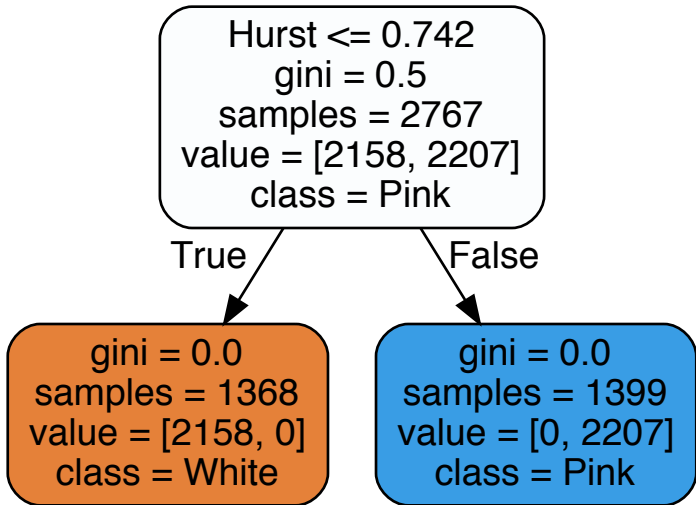 Hurst <= 0.742
gini = 0.5
samples = 2767
value = [2158, 2207]
class = Pink
True
False
gini = 0.0
samples = 1368
value = [2158, 0]
class = White
gini = 0.0
samples = 1399
value = [0, 2207]
class = Pink